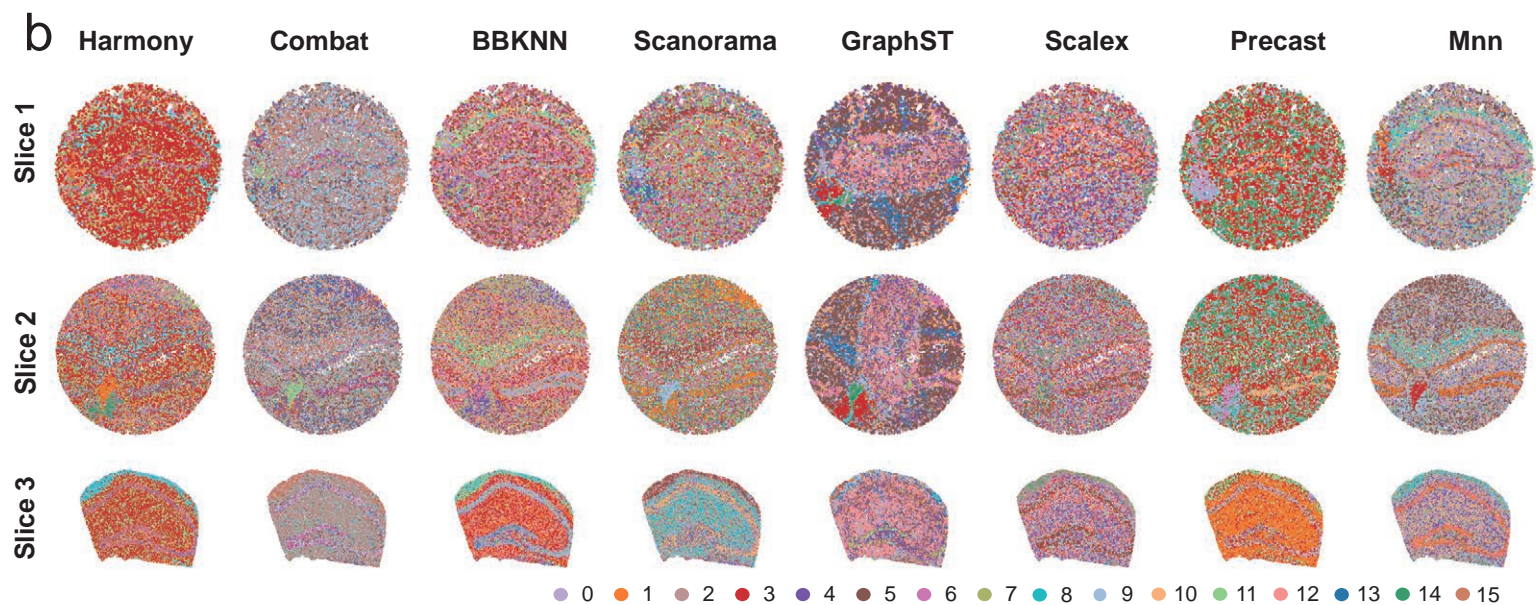 b
Harmony Combat BBKNN Scanorama GraphST Scalex Precast Mnn
Slice 1
Slice 2
Slice 3
0 1 2 3 4 5 6 7 8 9 10 11 12 13 14 15